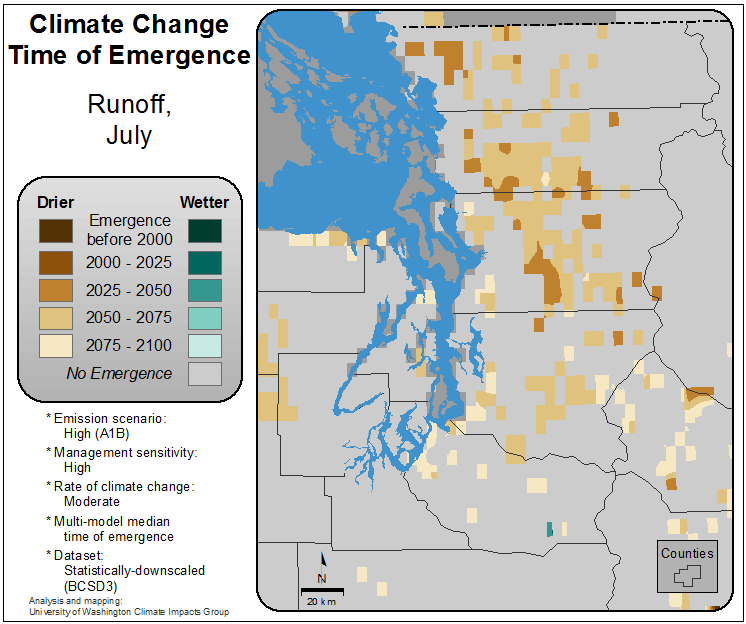 Climate Change
Time of Emergence
Runoff,
July
Drier Wetter
Emergence
before 2000
2000 - 2025
2025 - 2050
2050 - 2075
2075 - 2100
No Emergence
* Emission scenario:
High (A1B)
* Management sensitivity:
High
* Rate of climate change:
Moderate
* Multi-model median
time of emergence
* Dataset:
Statistically-downscaled
(BCSD3)
Analysis and mapping:
University of Washington Climate Impacts Group
N
20 km
Counties